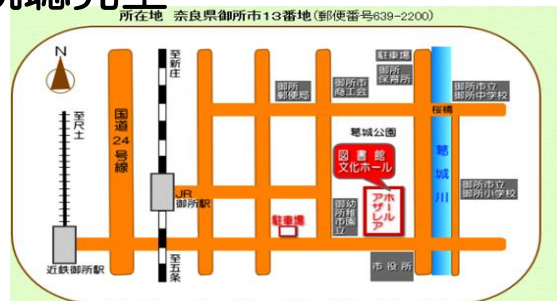 所在地 奈良県御所市13番地(郵便番号639-2200)
N
至尺土
国道24号線
至新庄
JR
御所駅
至五条
近鉄御所駅
御所
郵便局
御所市
商工会
駐車場
御所
保育所
御所市立
御所中学校
桜橋
葛城公園
図書館
文化ホール
葛城川
御所市立
御所小学校
駐車場
御所市立
幼稚園
アザレア
ホール
市役所